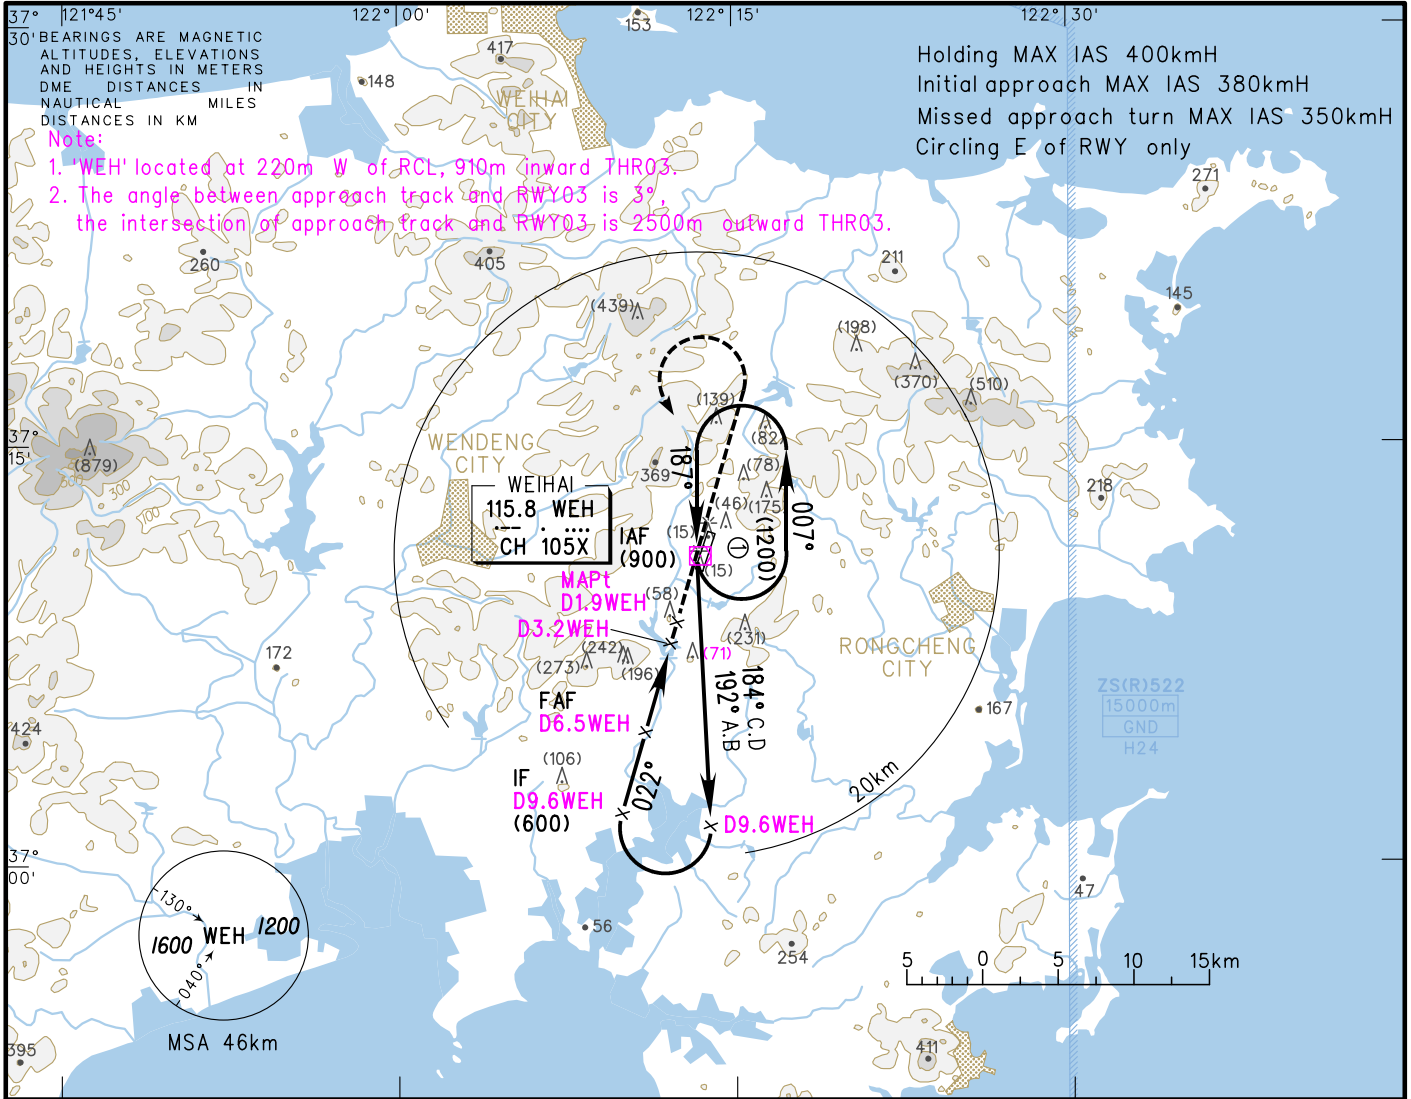 37° 121°45' 122° 00' 122° 15' 122° 30'
30'
BEARINGS ARE MAGNETIC
ALTITUDES, ELEVATIONS
AND HEIGHTS IN METERS
DME DISTANCES IN
NAUTICAL MILES
DISTANCES IN KM
Note:
1. 'WEH' located at 220m W of RCL, 910m inward THR03.
2. The angle between approach track and RWY03 is 3°,
the intersection of approach track and RWY03 is 2500m outward THR03.
Holding MAX IAS 400kmH
Initial approach MAX IAS 380kmH
Missed approach turn MAX IAS 350kmH
Circling E of RWY only
153
417
148
WEIHAI
CITY
271
260
405
211
145
(439)
(198)
(370)
(510)
(139)
(82)
37°
15'
(879)
300
300
100
WENDENG
CITY
369
187°
(78)
(175)
218
WEIHAI
115.8 WEH
CH 105X
IAF
(900)
(46)
(15)
(15)
①
(1200)
007°
MAPt
D1.9WEH
(58)
D3.2WEH
(231)
RONGCHENG
CITY
172
(273)
(242)
(196)
(71)
184° C.D
192° A.B
FAF
D6.5WEH
167
ZS(R)522
15000m
GND
H24
424
(106)
IF
D9.6WEH
(600)
022°
D9.6WEH
20km
37°
00'
47
130°
1600 WEH 1200
040°
MSA 46km
56
254
5 0 5 10 15km
395
411